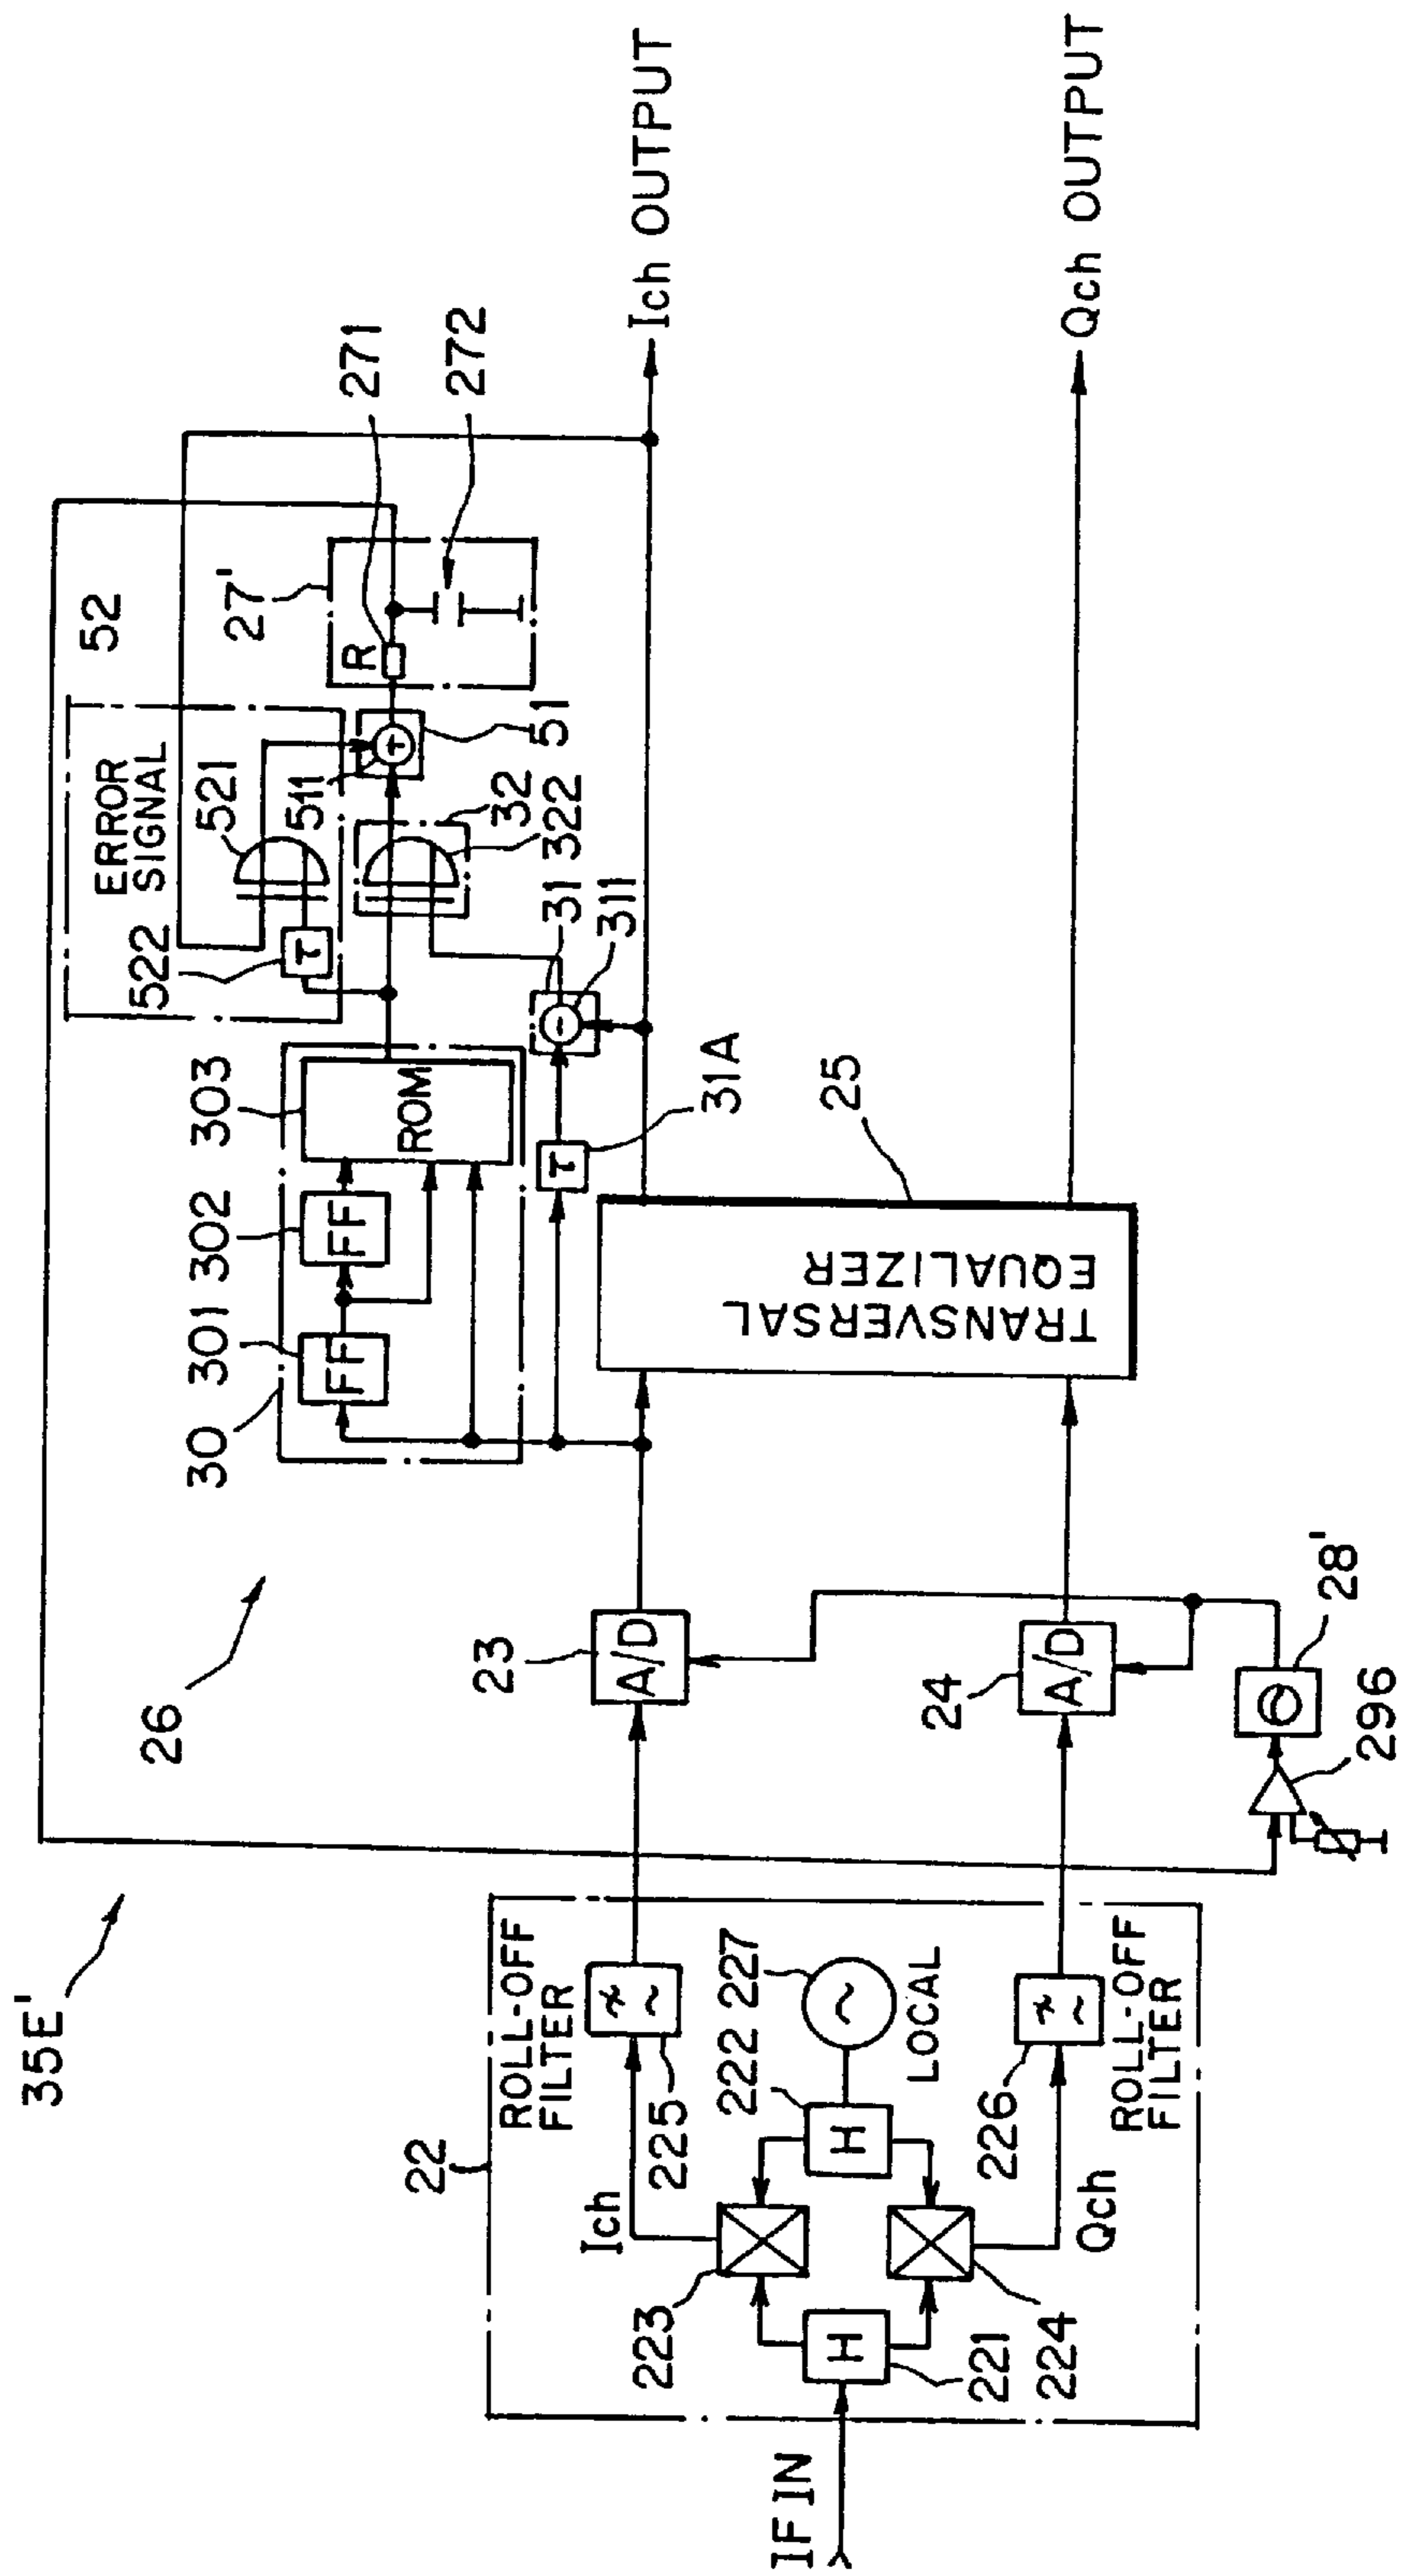 35E'
26
52
ERROR
SIGNAL
27'
271
272
521
522
511
51
R
+
τ
303
302
301
30
FF
FF
ROM
32
322
31
311
-
31A
τ
Ich OUTPUT
Qch OUTPUT
25
TRANSVERSAL
EQUALIZER
23
A/D
24
A/D
28'
296
22
ROLL-OFF
FILTER
225
Ich
222
227
~
LOCAL
H
223
H
221
224
226
Qch
ROLL-OFF
FILTER
IF IN